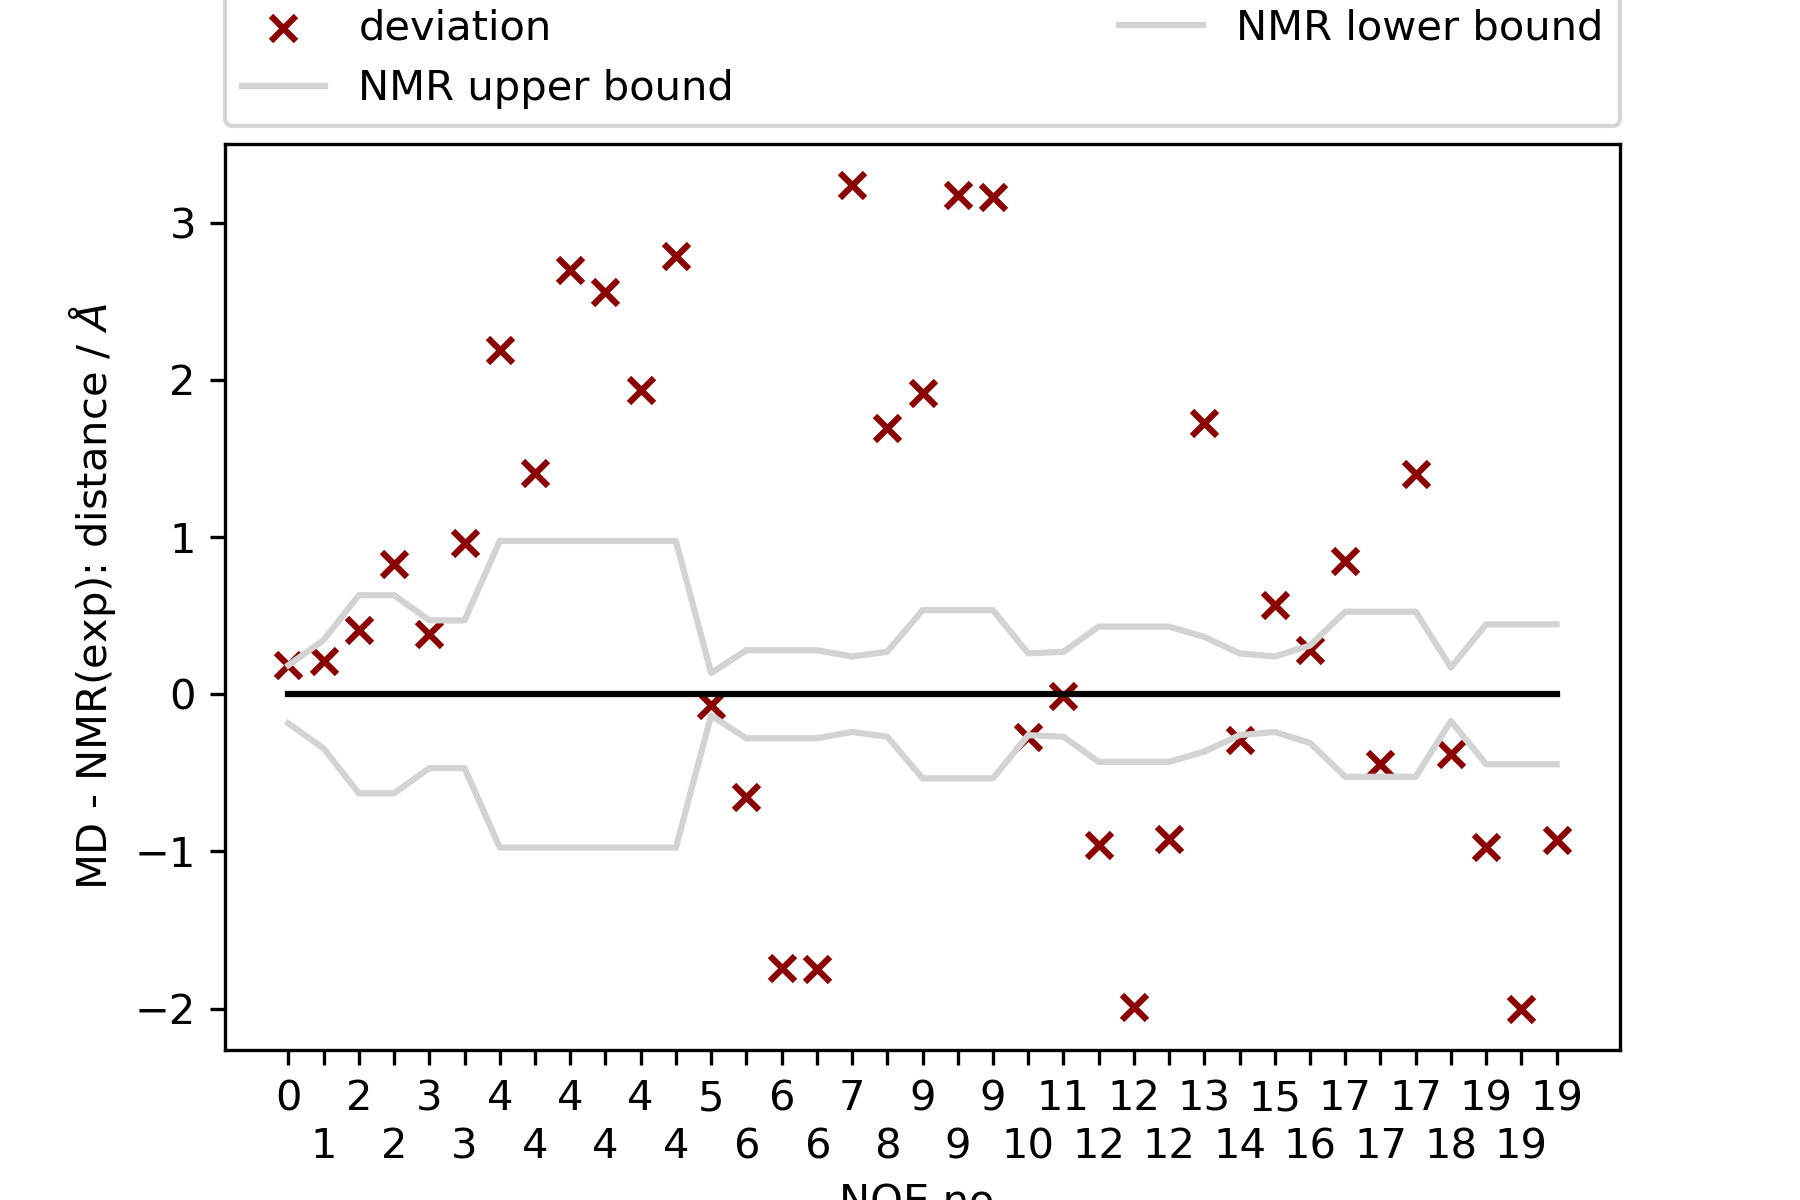 deviation
NMR upper bound
NMR lower bound
MD - NMR(exp): distance / Å
3
2
1
0
−1
−2
0 2 3 4 4 4 5 6 7 9 9 11 12 13 15 17 17 19 19
1 2 3 4 4 4 6 6 8 9 10 12 12 14 16 17 18 19
NOE no